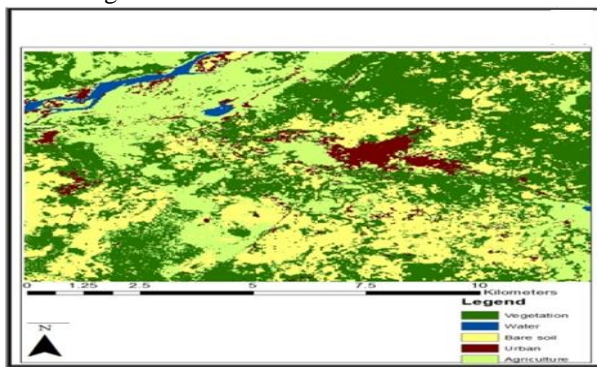 0 1.25 2.5 5 7.5 10
Kilometers
Legend
Vegetation
Water
Bare soil
Urban
Agriculture
N